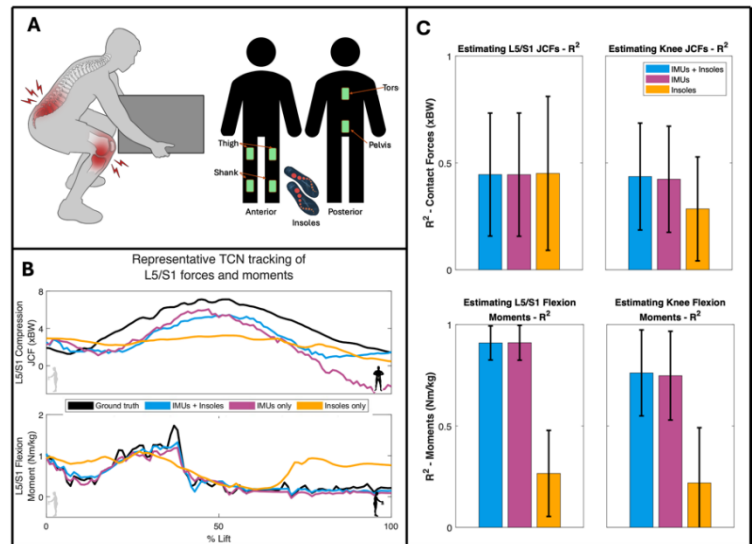 A
Tors
Thigh
Pelvis
Shank
Anterior
Insoles
Posterior
B
Representative TCN tracking of
L5/S1 forces and moments
L5/S1 Compression
JCF (xBW)
8
4
0
Ground truth
IMUs + Insoles
IMUs only
Insoles only
L5/S1 Flexion
Moment (Nm/kg)
2
1
0
0
50
100
% Lift
C
Estimating L5/S1 JCFs - R²
Estimating Knee JCFs - R²
IMUs + Insoles
IMUs
Insoles
R² - Contact Forces (xBW)
1
0.5
0
Estimating L5/S1 Flexion
Moments - R²
Estimating Knee Flexion
Moments - R²
R² - Moments (Nm/kg)
1
0.5
0